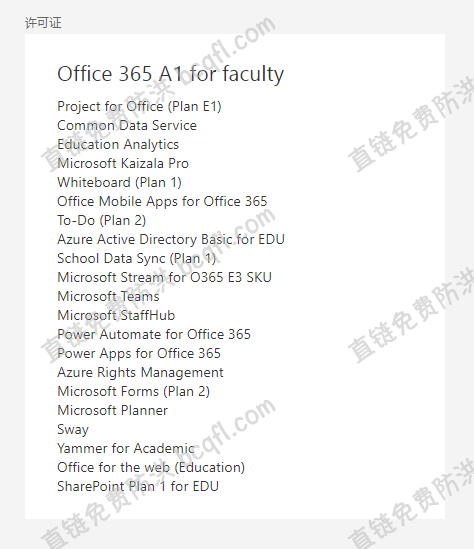 许可证
Office 365 A1 for faculty
Project for Office (Plan E1)
Common Data Service
Education Analytics
Microsoft Kaizala Pro
Whiteboard (Plan 1)
Office Mobile Apps for Office 365
To-Do (Plan 2)
Azure Active Directory Basic for EDU
School Data Sync (Plan 1)
Microsoft Stream for O365 E3 SKU
Microsoft Teams
Microsoft StaffHub
Power Automate for Office 365
Power Apps for Office 365
Azure Rights Management
Microsoft Forms (Plan 2)
Microsoft Planner
Sway
Yammer for Academic
Office for the web (Education)
SharePoint Plan 1 for EDU
直链免费防洪 bcqfl.com
直链免费防洪
直链免费防洪 bcqfl.com
直链免费防洪
直链免费防洪 bcqfl.com
直链免费防洪